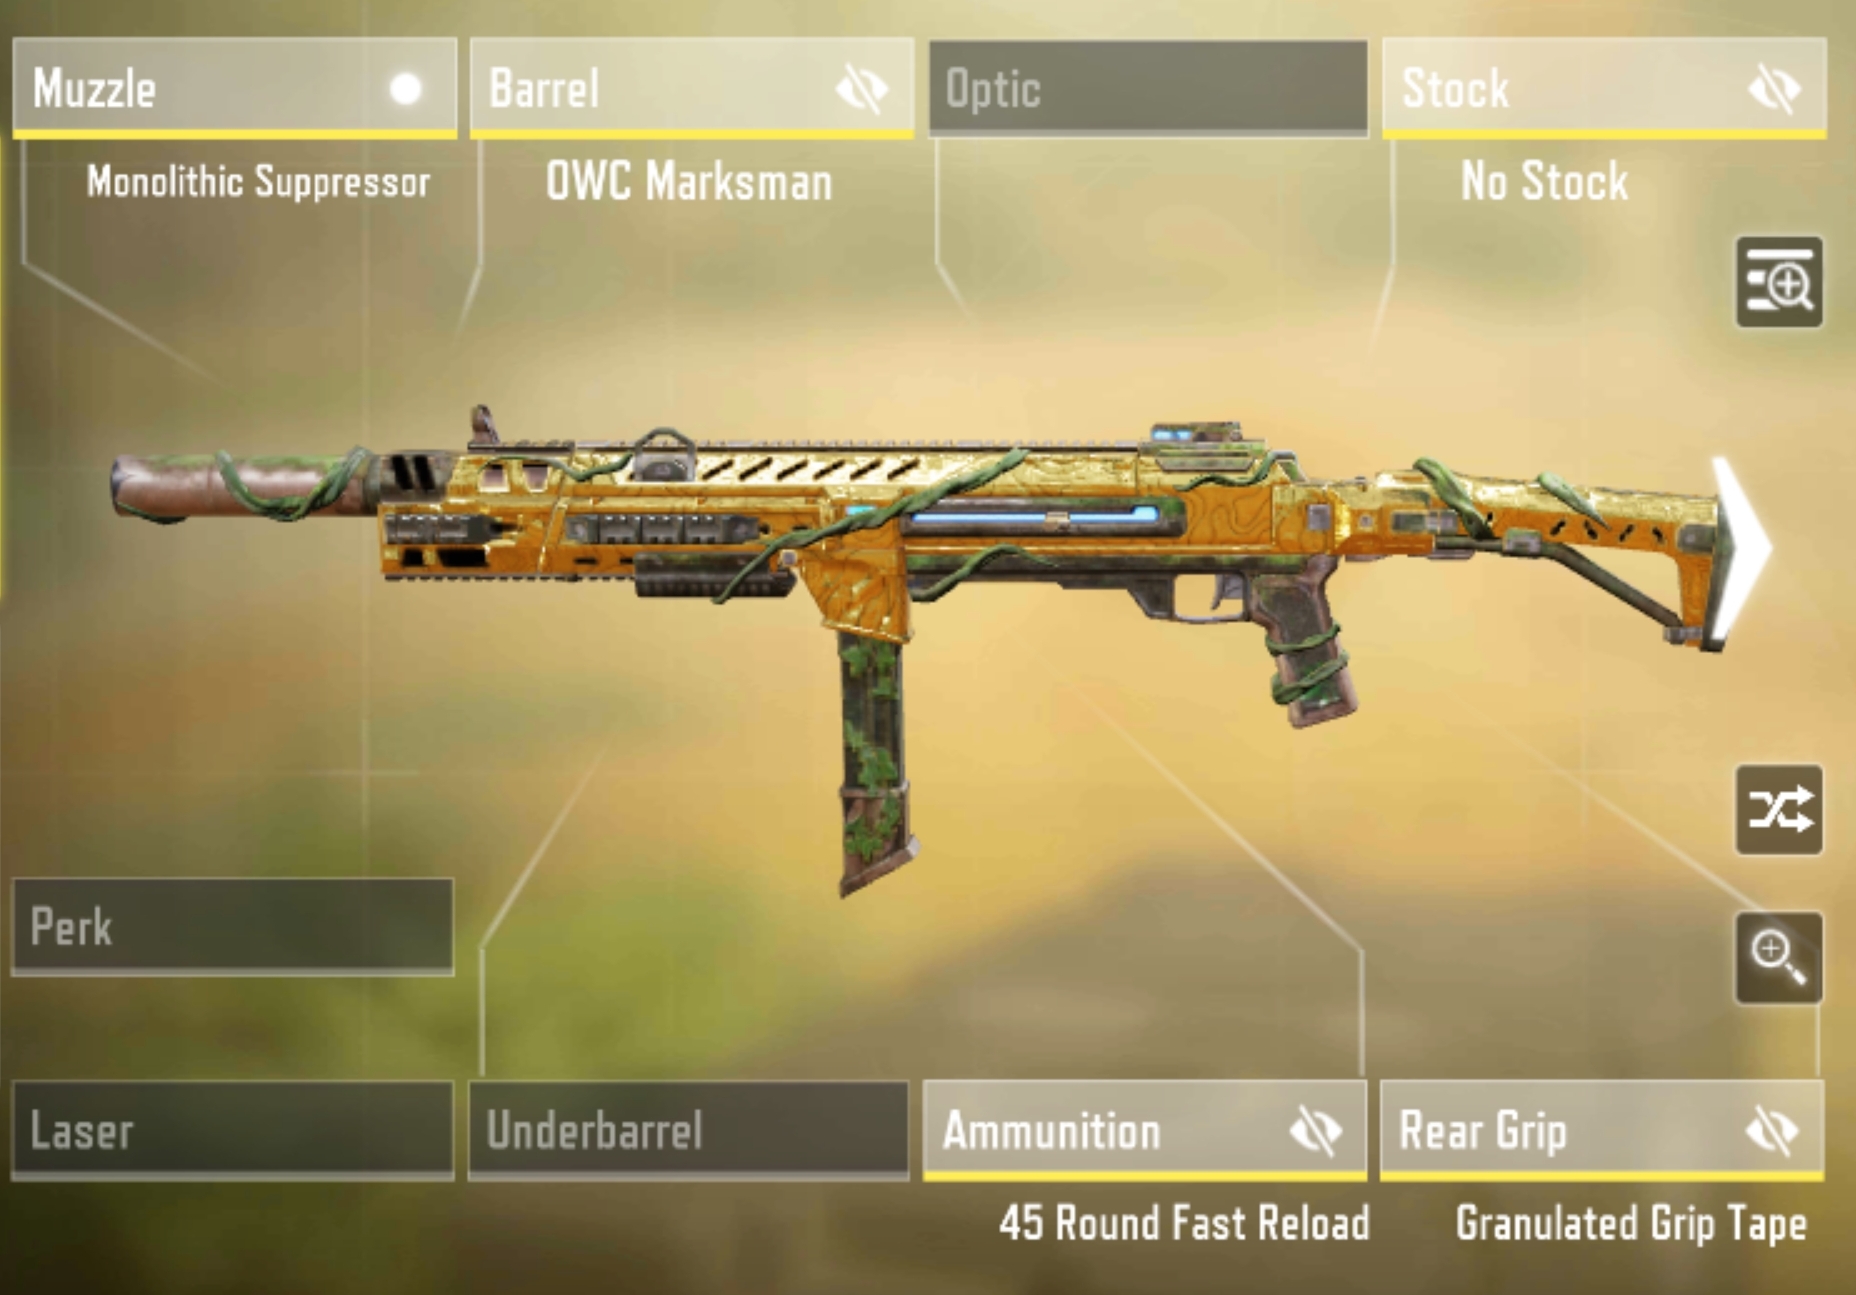 Muzzle
Barrel
Optic
Stock
Monolithic Suppressor
OWC Marksman
No Stock
Perk
Laser
Underbarrel
Ammunition
Rear Grip
45 Round Fast Reload
Granulated Grip Tape